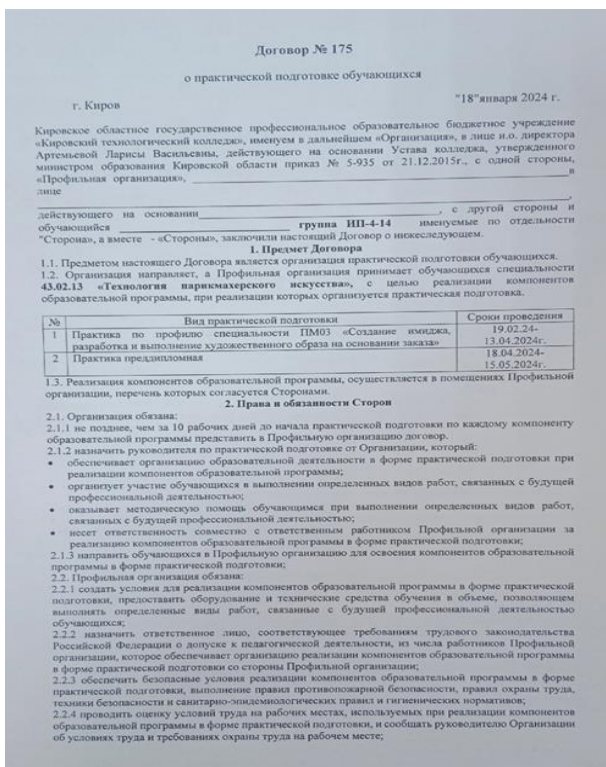 Договор № 175
о практической подготовке обучающихся
г. Киров
"18"января 2024 г.
Кировское областное государственное профессиональное образовательное бюджетное учреждение
«Кировский технологический колледж», именуем в дальнейшем «Организация», в лице и.о. директора
Артемьевой Ларисы Васильевны, действующего на основании Устава колледжа, утвержденного
министром образования Кировской области приказ № 5-935 от 21.12.2015г., с одной стороны,
«Профильная организация», ____ в
лице ____
____,
действующего на основании____, с другой стороны и
обучающийся ____ группа ИП-4-14 именуемые по отдельности
"Сторона», а вместе - «Стороны», заключили настоящий Договор о нижеследующем.
1. Предмет Договора
1.1. Предметом настоящего Договора является организация практической подготовки обучающихся.
1.2. Организация направляет, а Профильная организация принимает обучающихся специальности
43.02.13 «Технология парикмахерского искусства», с целью реализации компонентов
образовательной программы, при реализации которых организуется практическая подготовка.
№ Вид практической подготовки Сроки проведения
1 Практика по профилю специальности ПМ03 «Создание имиджа, 19.02.24-
разработка и выполнение художественного образа на основании заказа» 13.04.2024г.
2 Практика преддипломная 18.04.2024-
15.05.2024г.
1.3. Реализация компонентов образовательной программы, осуществляется в помещениях Профильной
организации, перечень которых согласуется Сторонами.
2. Права и обязанности Сторон
2.1. Организация обязана:
2.1.1 не позднее, чем за 10 рабочих дней до начала практической подготовки по каждому компоненту
образовательной программы представить в Профильную организацию договор.
2.1.2 назначить руководителя по практической подготовке от Организации, который:
• обеспечивает организацию образовательной деятельности в форме практической подготовки при
реализации компонентов образовательной программы;
• организует участие обучающихся в выполнении определенных видов работ, связанных с будущей
профессиональной деятельностью;
• оказывает методическую помощь обучающимся при выполнении определенных видов работ,
связанных с будущей профессиональной деятельностью;
• несет ответственность совместно с ответственным работником Профильной организации за
реализацию компонентов образовательной программы в форме практической подготовки;
2.1.3 направить обучающихся в Профильную организацию для освоения компонентов образовательной
программы в форме практической подготовки;
2.2. Профильная организация обязана:
2.2.1 создать условия для реализации компонентов образовательной программы в форме практической
подготовки, предоставить оборудование и технические средства обучения в объеме, позволяющем
выполнять определенные виды работ, связанные с будущей профессиональной деятельностью
обучающихся;
2.2.2 назначить ответственное лицо, соответствующее требованиям трудового законодательства
Российской Федерации о допуске к педагогической деятельности, из числа работников Профильной
организации, которое обеспечивает организацию реализации компонентов образовательной программы
в форме практической подготовки со стороны Профильной организации;
2.2.3 обеспечить безопасные условия реализации компонентов образовательной программы в форме
практической подготовки, выполнение правил противопожарной безопасности, правил охраны труда,
техники безопасности и санитарно-эпидемиологических правил и гигиенических нормативов;
2.2.4 проводить оценку условий труда на рабочих местах, используемых при реализации компонентов
образовательной программы в форме практической подготовки, и сообщать руководителю Организации
об условиях труда и требованиях охраны труда на рабочем месте;